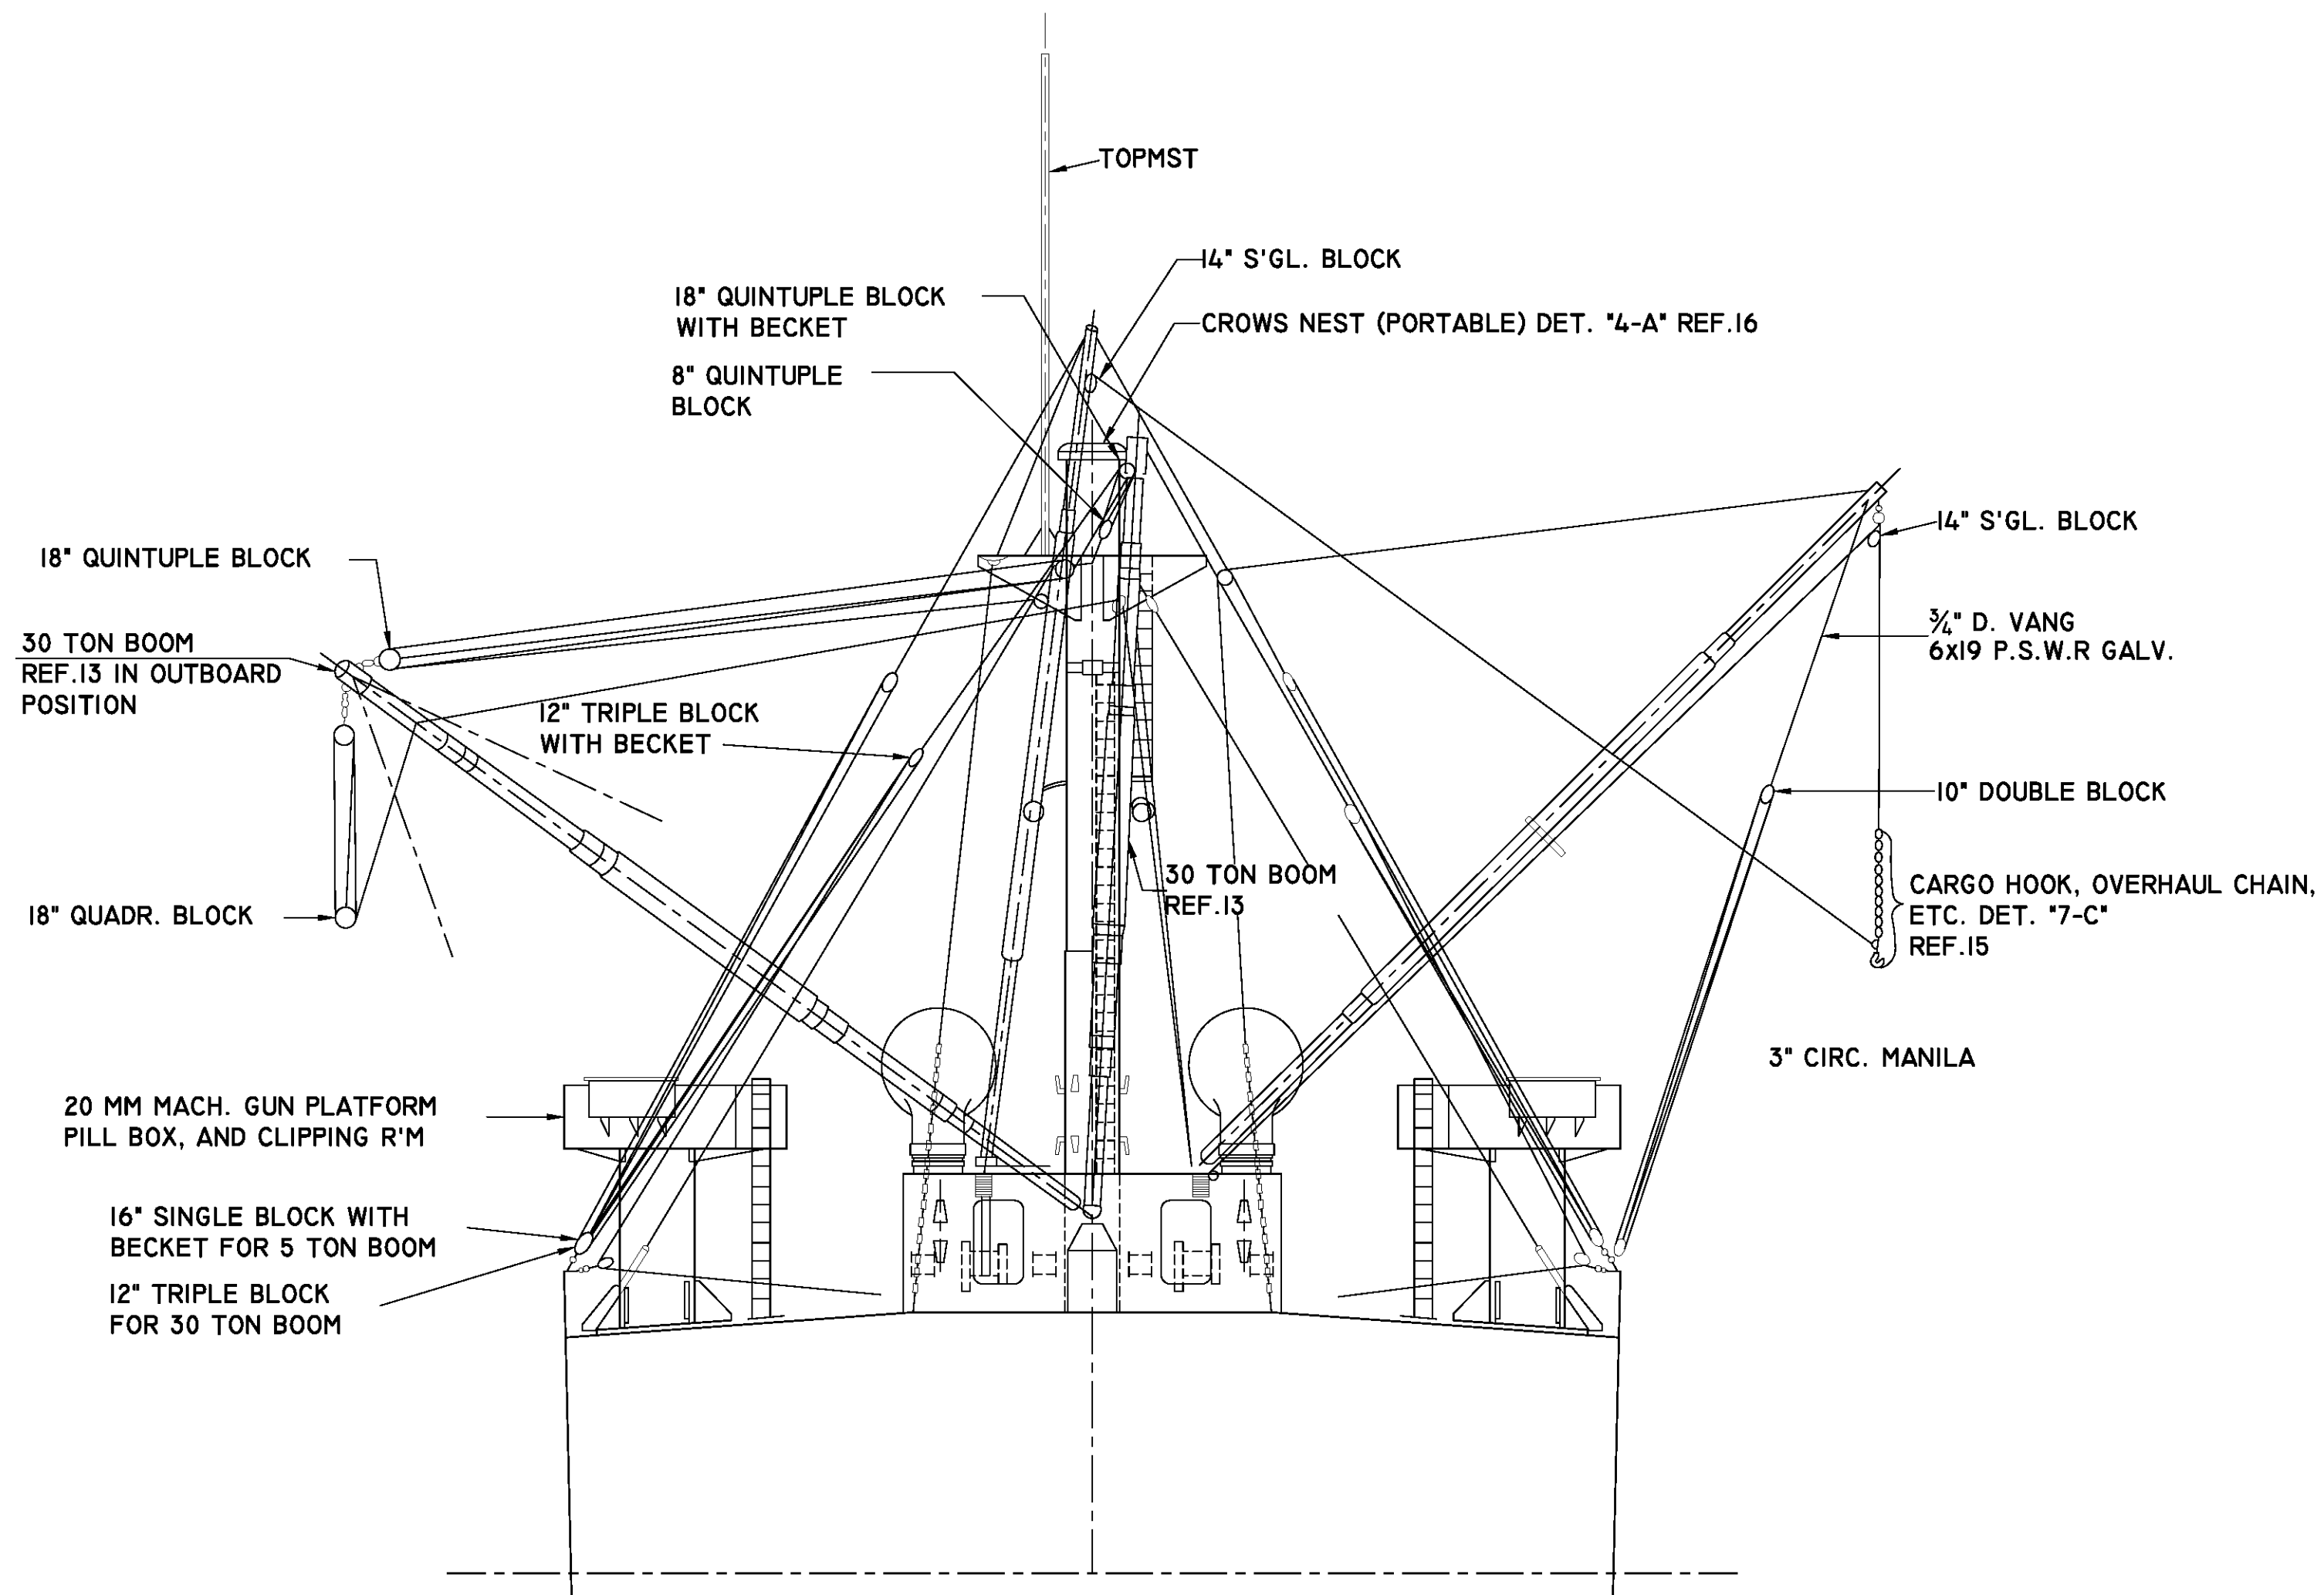 TOPMST
14" S'GL. BLOCK
18" QUINTUPLE BLOCK
WITH BECKET
CROWS NEST (PORTABLE) DET. "4-A" REF.16
8" QUINTUPLE
BLOCK
14" S'GL. BLOCK
18" QUINTUPLE BLOCK
3/4" D. VANG
6x19 P.S.W.R GALV.
30 TON BOOM
REF.13 IN OUTBOARD
POSITION
12" TRIPLE BLOCK
WITH BECKET
10" DOUBLE BLOCK
30 TON BOOM
REF.13
CARGO HOOK, OVERHAUL CHAIN,
ETC. DET. "7-C"
REF.15
18" QUADR. BLOCK
3" CIRC. MANILA
20 MM MACH. GUN PLATFORM
PILL BOX, AND CLIPPING R'M
16" SINGLE BLOCK WITH
BECKET FOR 5 TON BOOM
12" TRIPLE BLOCK
FOR 30 TON BOOM